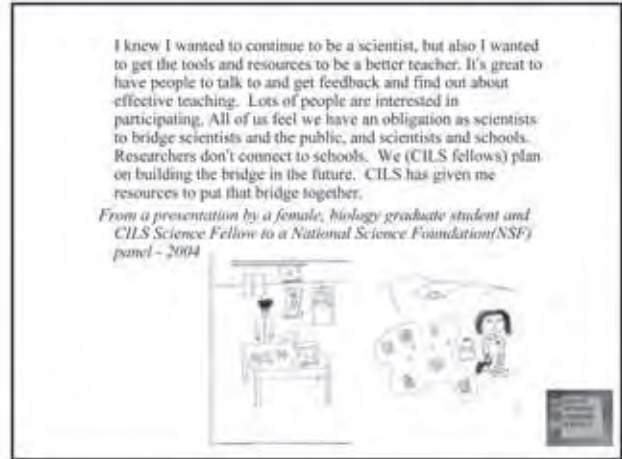 I knew I wanted to continue to be a scientist, but also I wanted
to get the tools and resources to be a better teacher. It's great to
have people to talk to and get feedback and find out about
effective teaching. Lots of people are interested in
participating. All of us feel we have an obligation as scientists
to bridge scientists and the public, and scientists and schools.
Researchers don't connect to schools. We (CILS fellows) plan
on building the bridge in the future. CILS has given me
resources to put that bridge together.
From a presentation by a female, biology graduate student and
CILS Science Fellow to a National Science Foundation(NSF)
panel – 2004